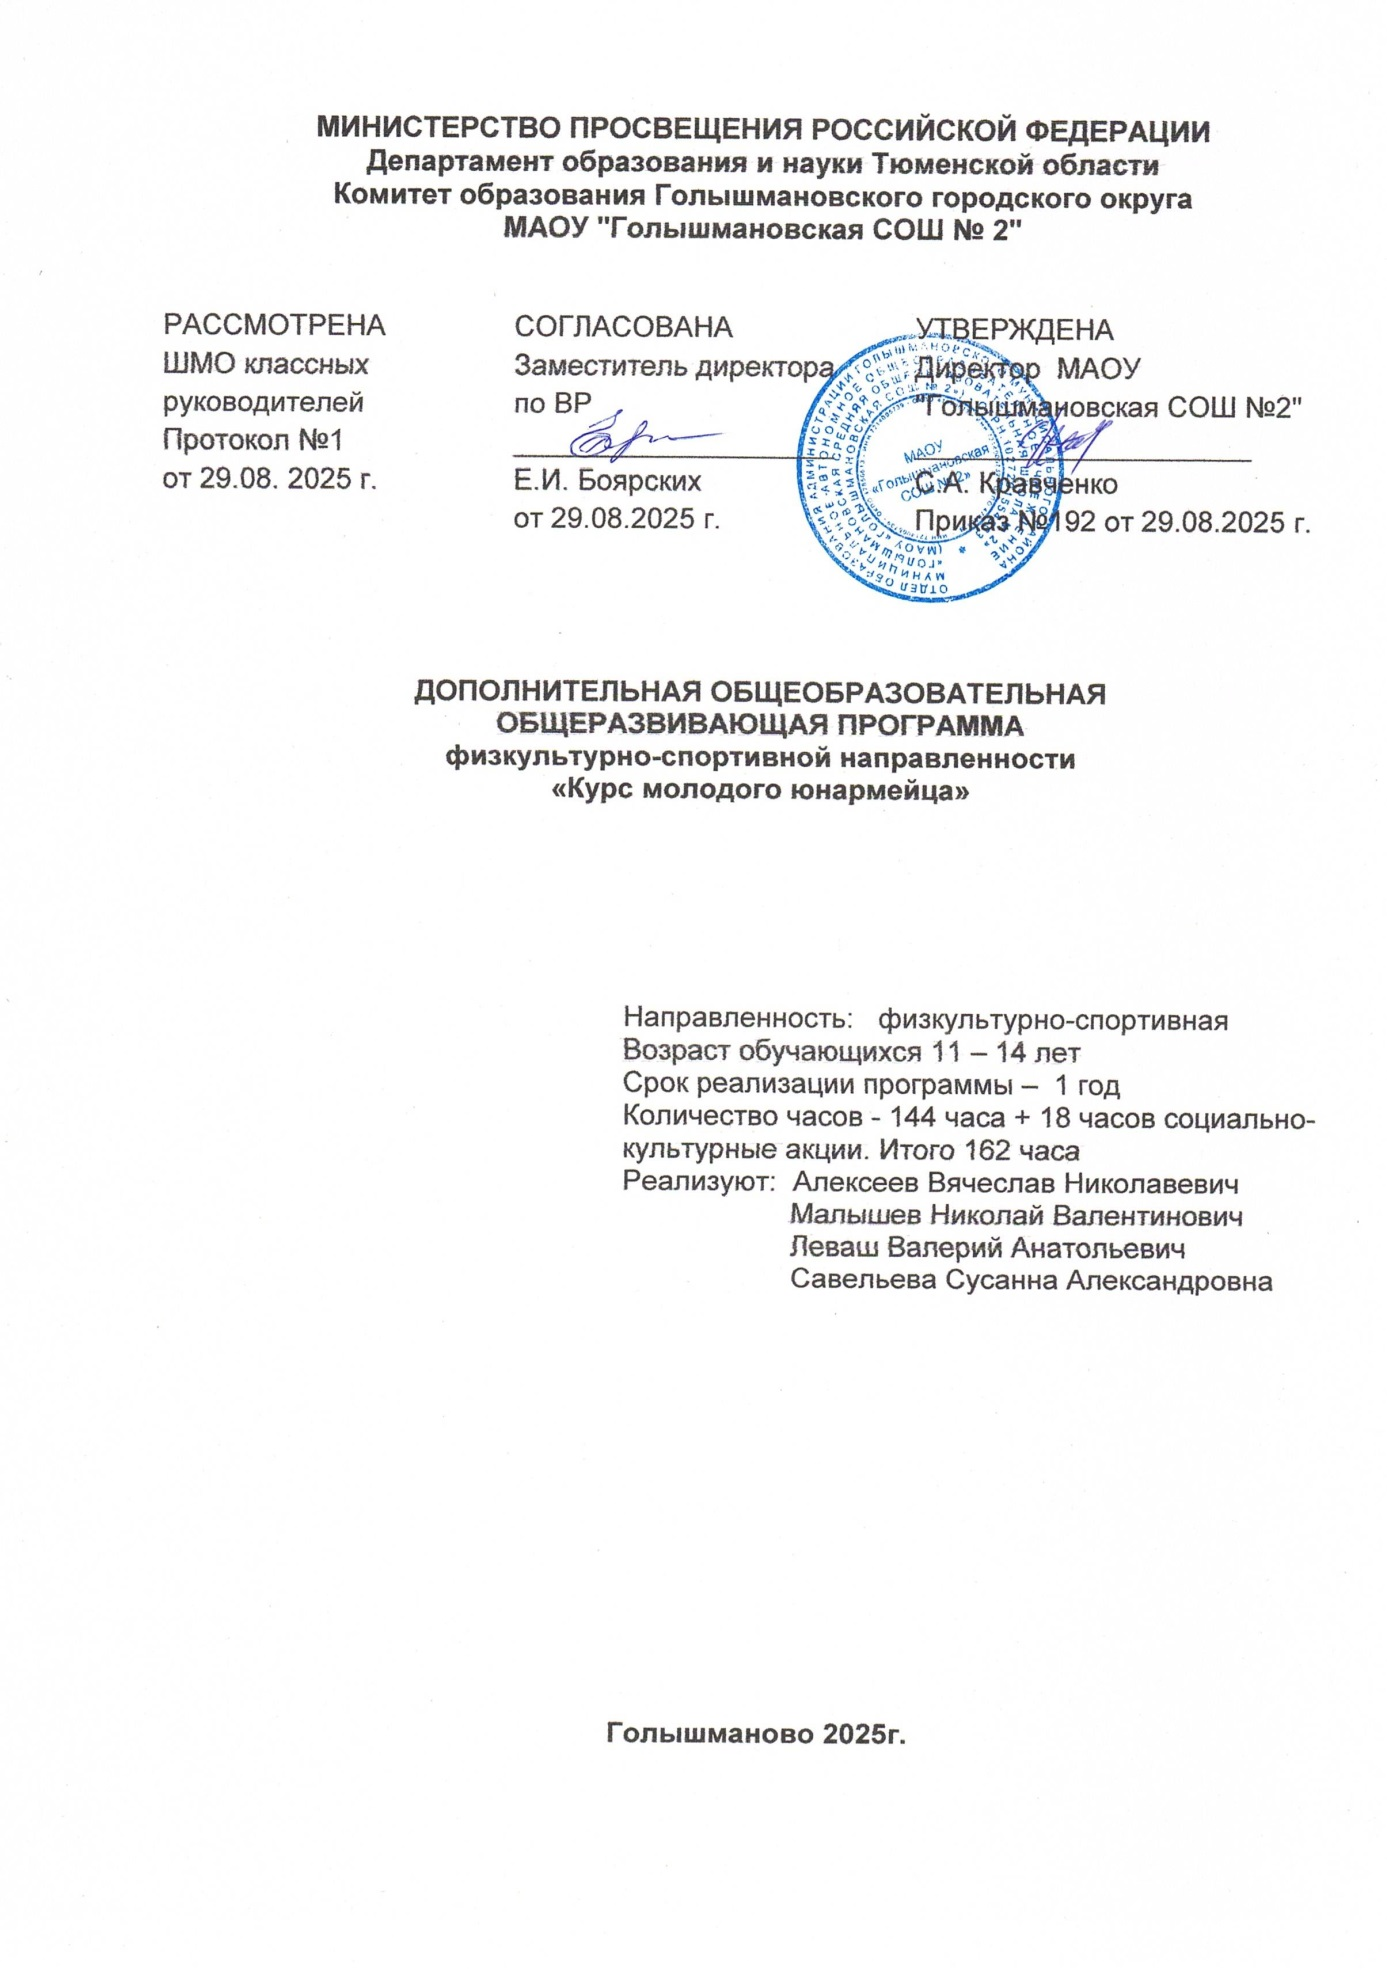 МИНИСТЕРСТВО ПРОСВЕЩЕНИЯ РОССИЙСКОЙ ФЕДЕРАЦИИ
Департамент образования и науки Тюменской области
Комитет образования Голышмановского городского округа
МАОУ "Голышмановская СОШ № 2"
РАССМОТРЕНА
ШМО классных
руководителей
Протокол №1
от 29.08. 2025 г.
СОГЛАСОВАНА
Заместитель директора
по ВР
Е.И. Боярских
от 29.08.2025 г.
УТВЕРЖДЕНА
Директор МАОУ
"Голышмановская СОШ №2"
С.А. Кравченко
Приказ №192 от 29.08.2025 г.
МАОУ
«Голышмановская
СОШ № 2»
ДОПОЛНИТЕЛЬНАЯ ОБЩЕОБРАЗОВАТЕЛЬНАЯ
ОБЩЕРАЗВИВАЮЩАЯ ПРОГРАММА
физкультурно-спортивной направленности
«Курс молодого юнармейца»
Направленность: физкультурно-спортивная
Возраст обучающихся 11 – 14 лет
Срок реализации программы – 1 год
Количество часов - 144 часа + 18 часов социально-
культурные акции. Итого 162 часа
Реализуют: Алексеев Вячеслав Николавевич
Малышев Николай Валентинович
Леваш Валерий Анатольевич
Савельева Сусанна Александровна
Голышманово 2025г.